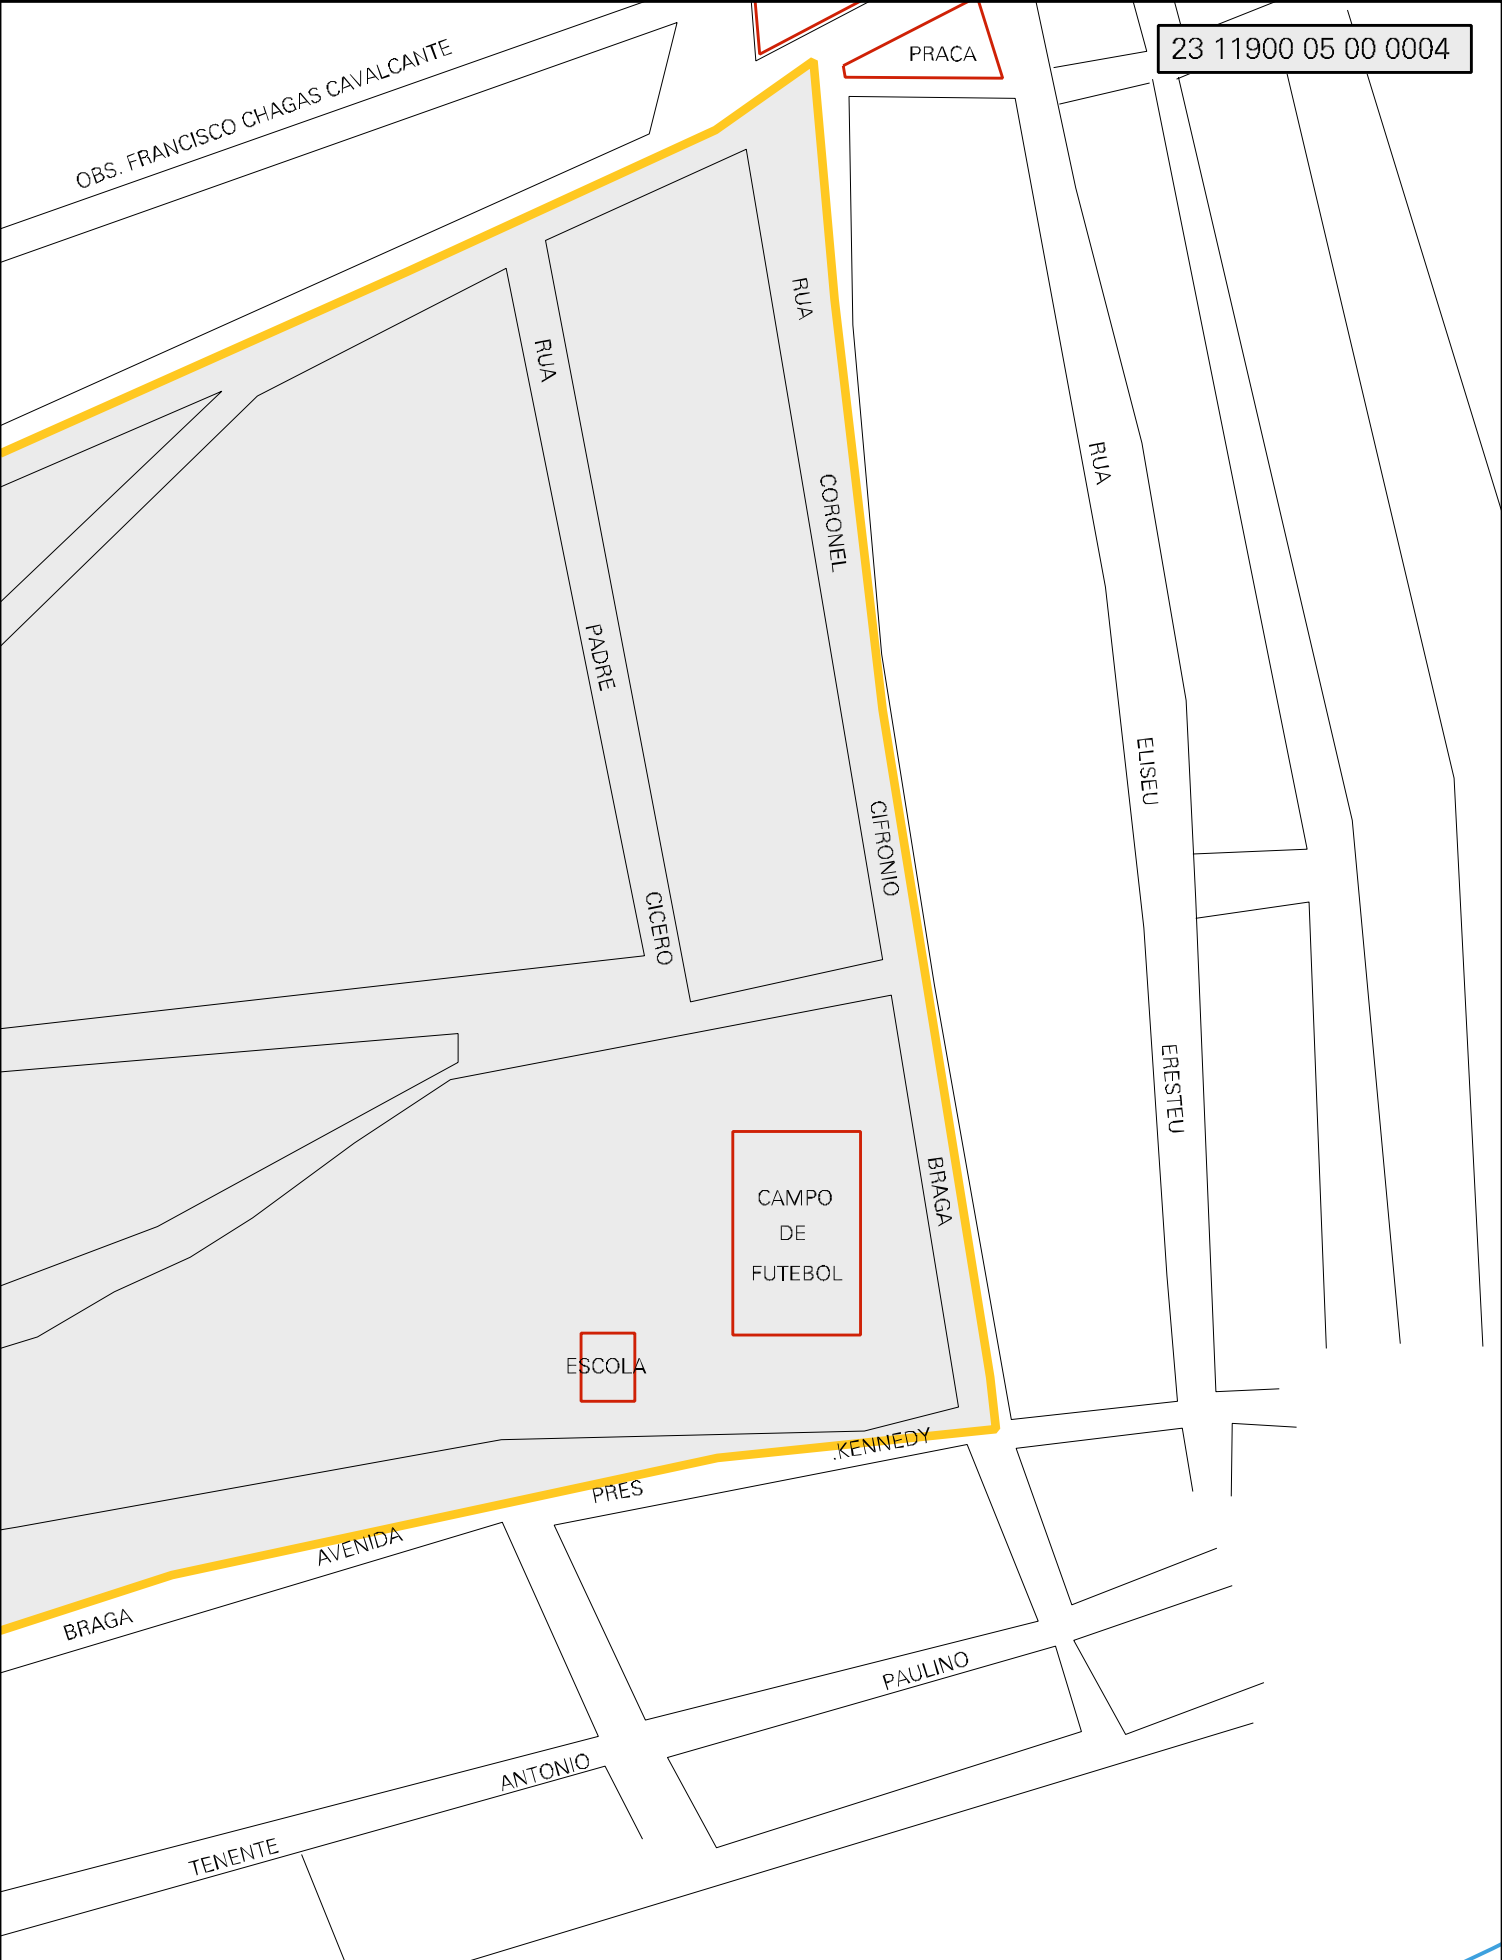 23 11900 05 00 0004
PRACA
OBS. FRANCISCO CHAGAS CAVALCANTE
RUA CORONEL CIFRONIO BRAGA
RUA PADRE CICERO
RUA ELISEU ERESTEU
CAMPO
DE
FUTEBOL
ESCOLA
BRAGA AVENIDA PRES .KENNEDY
TENENTE ANTONIO PAULINO